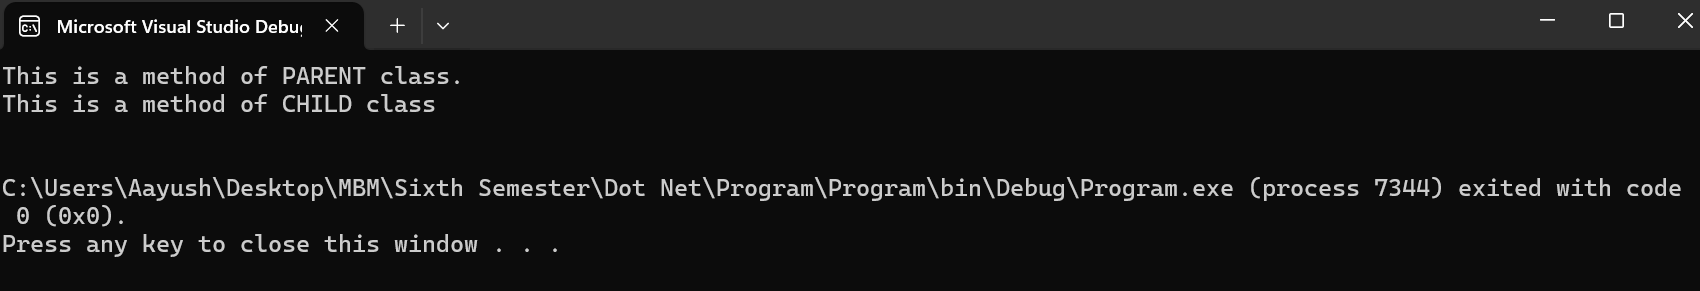 Microsoft Visual Studio Debu
This is a method of PARENT class.
This is a method of CHILD class
C:\Users\Aayush\Desktop\MBM\Sixth Semester\Dot Net\Program\Program\bin\Debug\Program.exe (process 7344) exited with code
0 (0x0).
Press any key to close this window . . .